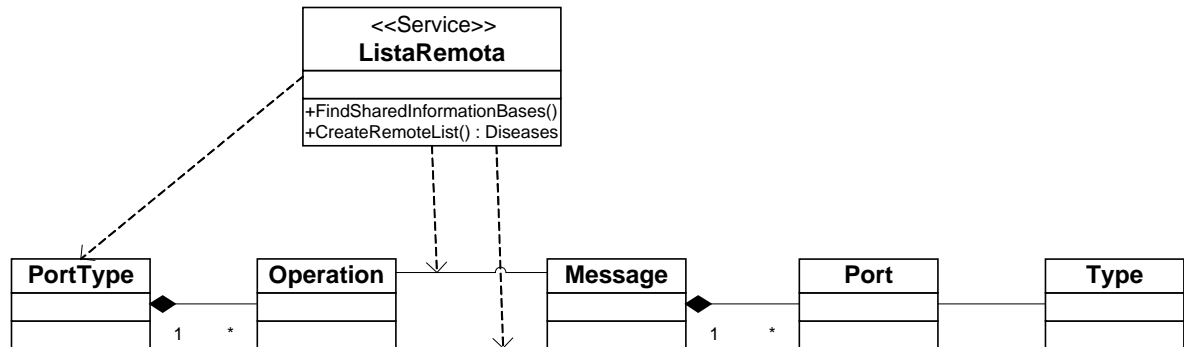 <<Service>>
ListaRemota
+FindSharedInformationBases()
+CreateRemoteList() : Diseases
PortType Operation Message Port Type
1 * 1 *